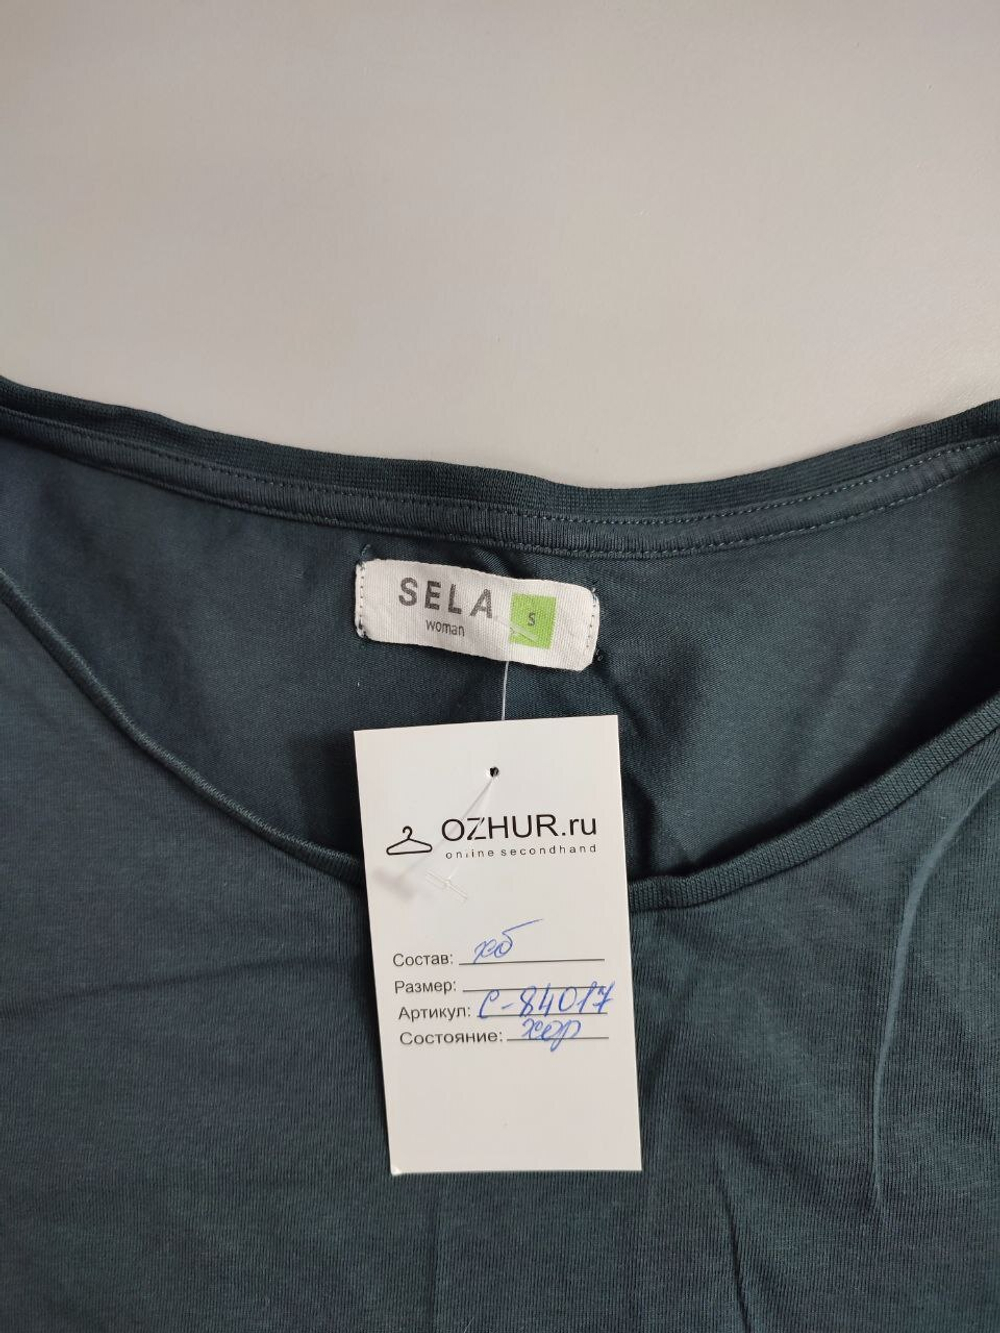 SELA
woman
S
OZHUR.ru
online secondhand
Состав: хб
Размер:
Артикул: С-84017
Состояние: хор